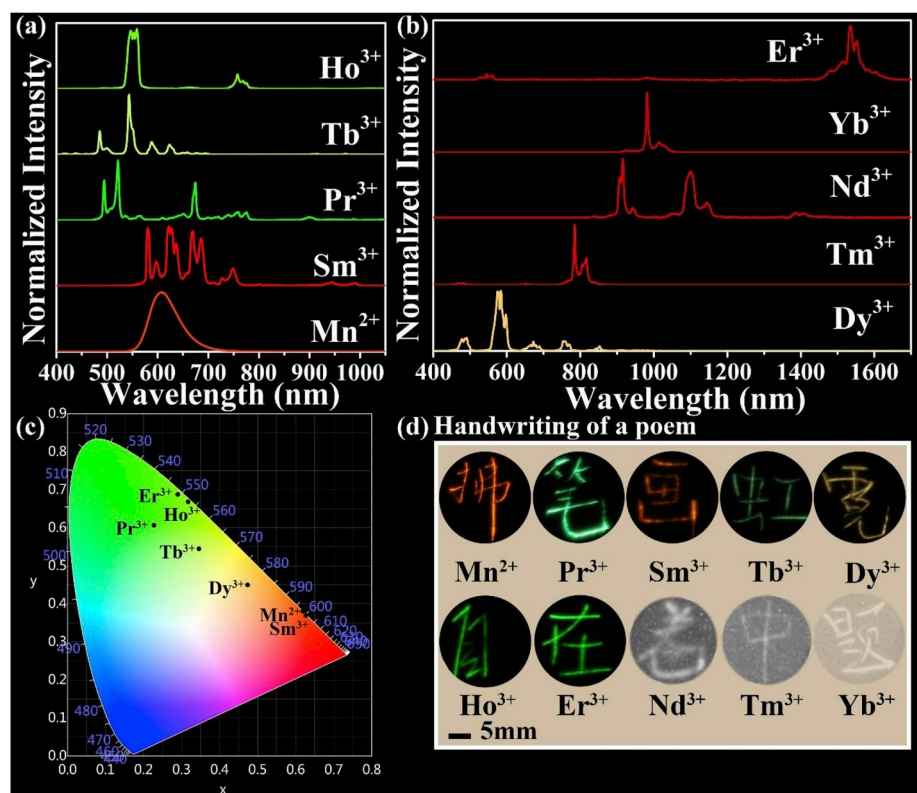 (a)
Normalized Intensity
Ho³⁺
Tb³⁺
Pr³⁺
Sm³⁺
Mn²⁺
400 500 600 700 800 900 1000
Wavelength (nm)
(b)
Normalized Intensity
Er³⁺
Yb³⁺
Nd³⁺
Tm³⁺
Dy³⁺
400 600 800 1000 1200 1400 1600
Wavelength (nm)
(c)
0.9
0.8
0.7
0.6
0.5
0.4
0.3
0.2
0.1
0.0
y
0.0 0.1 0.2 0.3 0.4 0.5 0.6 0.7 0.8
x
520
530
540
550
560
570
580
590
600
610
620
510
500
490
480
470
460
Er³⁺
Ho³⁺
Pr³⁺
Tb³⁺
Dy³⁺
Mn²⁺
Sm³⁺
(d) Handwriting of a poem
拂 笔 画 虹 霓
Mn²⁺ Pr³⁺ Sm³⁺ Tb³⁺ Dy³⁺
自 在
Ho³⁺ Er³⁺ Nd³⁺ Tm³⁺ Yb³⁺
5mm